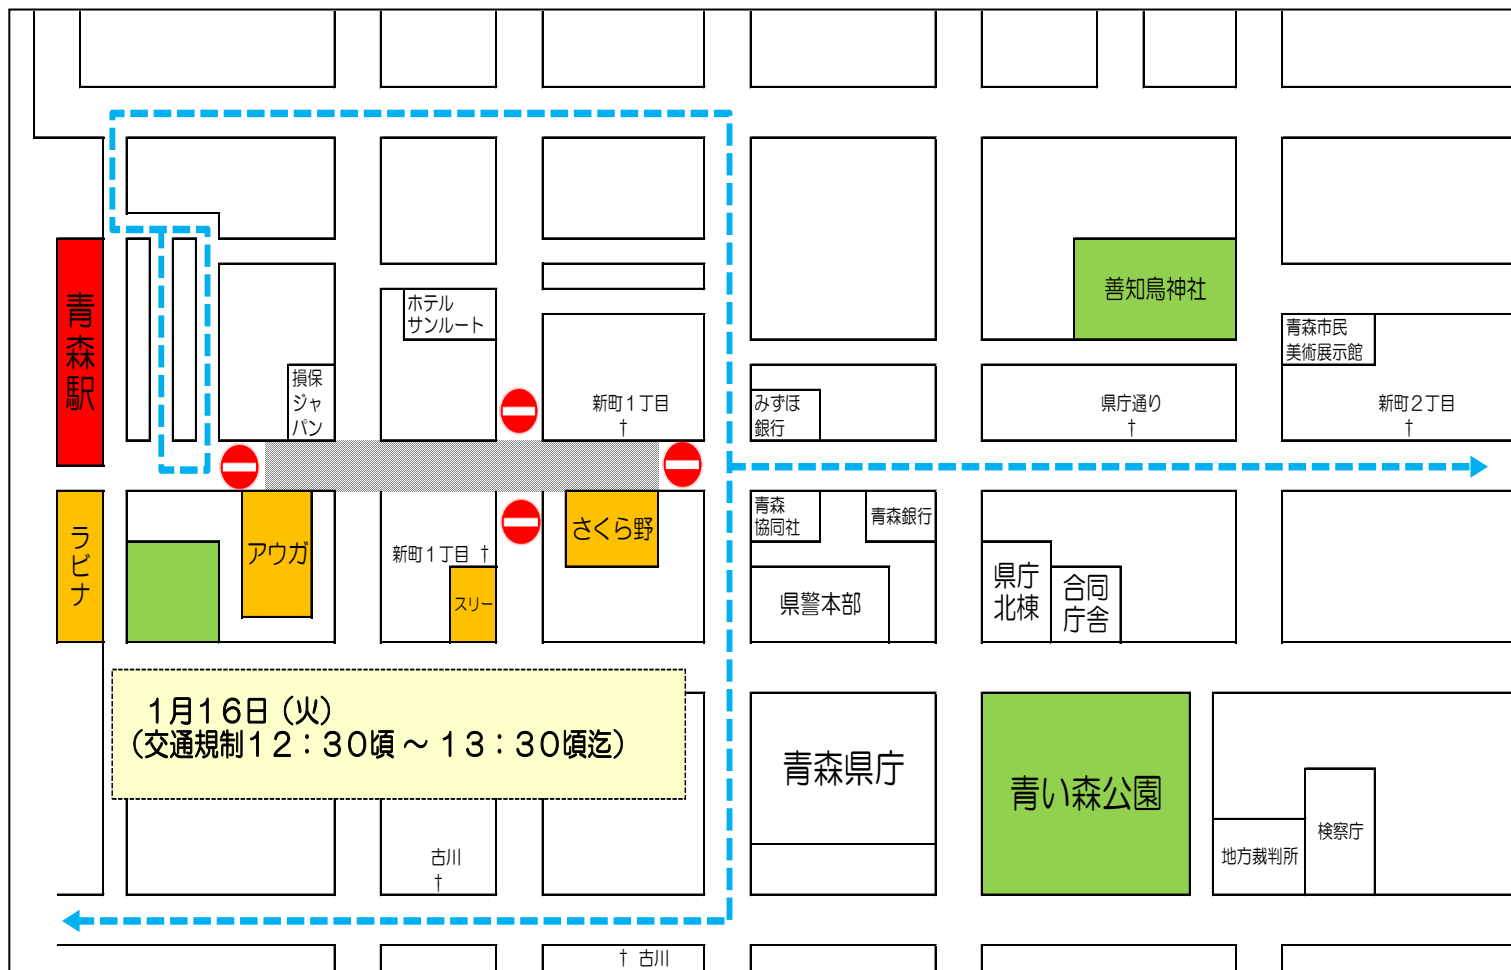 善知鳥神社
青森駅
ホテル
サンルート
青森市民
美術展示館
損保
ジャ
パン
新町１丁目
†
みずほ
銀行
県庁通り
†
新町２丁目
†
ラビナ
アウガ
新町１丁目 †
スリー
さくら野
青森
協同社
青森銀行
県警本部
県庁
北棟
合同
庁舎
１月１６日（火）
（交通規制１２：３０頃～１３：３０頃迄）
青森県庁
青い森公園
地方裁判所
検察庁
古川
†
† 古川